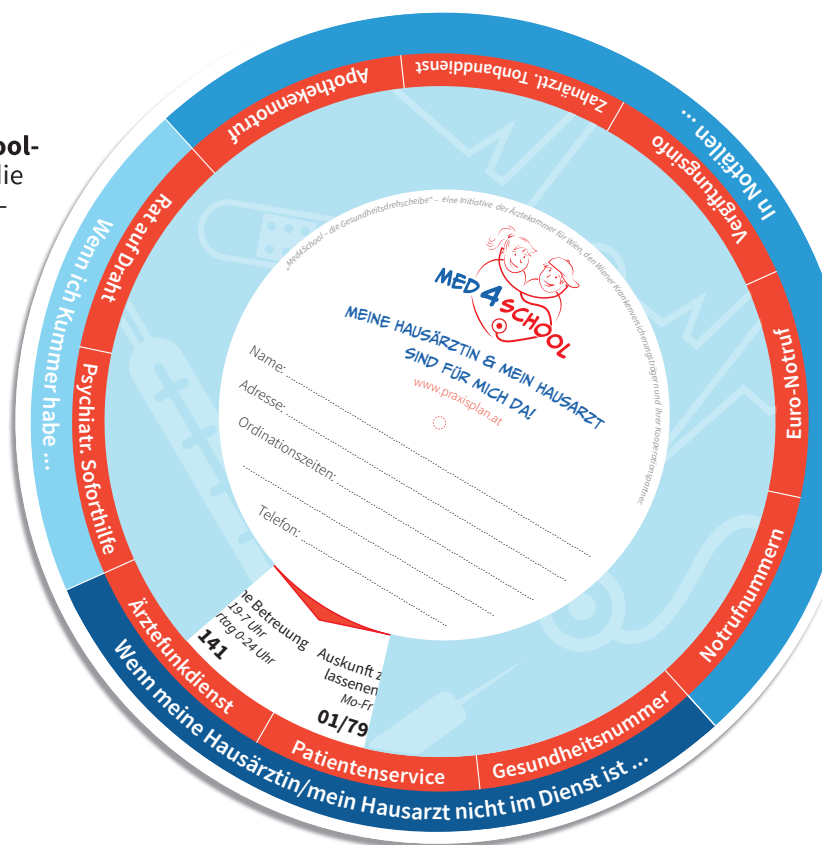 ool-
lie
–
In Notfällen ...
Apothekennotruf
Zahnärztl. Tonbanddienst
Vergiftungsinfo
Euro-Notruf
Notrufnummern
Wenn ich Kummer habe ...
Rat auf Draht
Psychiatr. Soforthilfe
Wenn meine Hausärztin/mein Hausarzt nicht im Dienst ist ...
Ärztefunkdienst
Patientenservice
Gesundheitsnummer
„Med4School – die Gesundheitsdrehscheibe“ – eine Initiative der Ärztekammer für Wien, den Wiener Krankenversicherungsträgern und ihrer Kooperationspartner.
MED4SCHOOL
MEINE HAUSÄRZTIN & MEIN HAUSARZT
SIND FÜR MICH DA!
www.praxisplan.at
Name:
Adresse:
Ordinationszeiten:
Telefon:
ne Betreuung
19-7 Uhr
rtag 0-24 Uhr
141
Auskunft z
lassenen
Mo-Fr
01/79